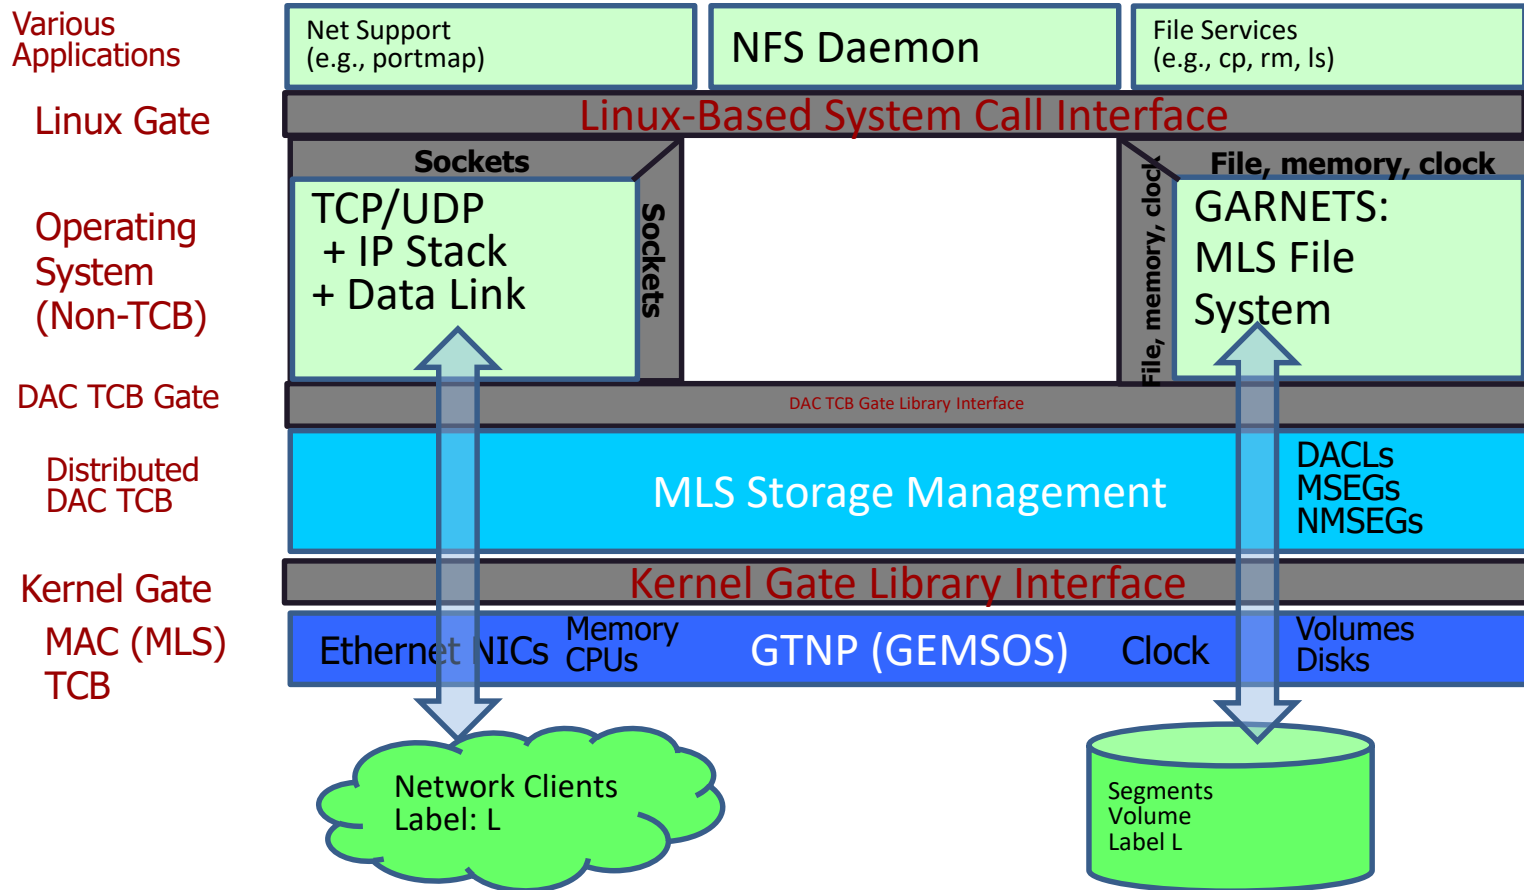 Various
Applications
Net Support
(e.g., portmap)
NFS Daemon
File Services
(e.g., cp, rm, ls)
Linux Gate
Linux-Based System Call Interface
Sockets
File, memory, clock
Operating
System
(Non-TCB)
TCP/UDP
+ IP Stack
+ Data Link
Sockets
File, memory, clock
GARNETS:
MLS File
System
DAC TCB Gate
DAC TCB Gate Library Interface
Distributed
DAC TCB
MLS Storage Management
DACLs
MSEGs
NMSEGs
Kernel Gate
Kernel Gate Library Interface
MAC (MLS)
TCB
Ethernet NICs
Memory
CPUs
GTNP (GEMSOS)
Clock
Volumes
Disks
Network Clients
Label: L
Segments
Volume
Label L